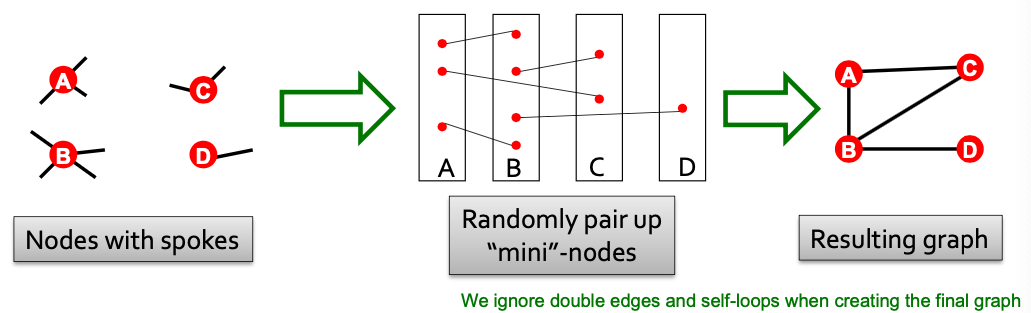 A
C
B
D
Nodes with spokes
A
B
C
D
Randomly pair up
“mini”-nodes
A
C
B
D
Resulting graph
We ignore double edges and self-loops when creating the final graph